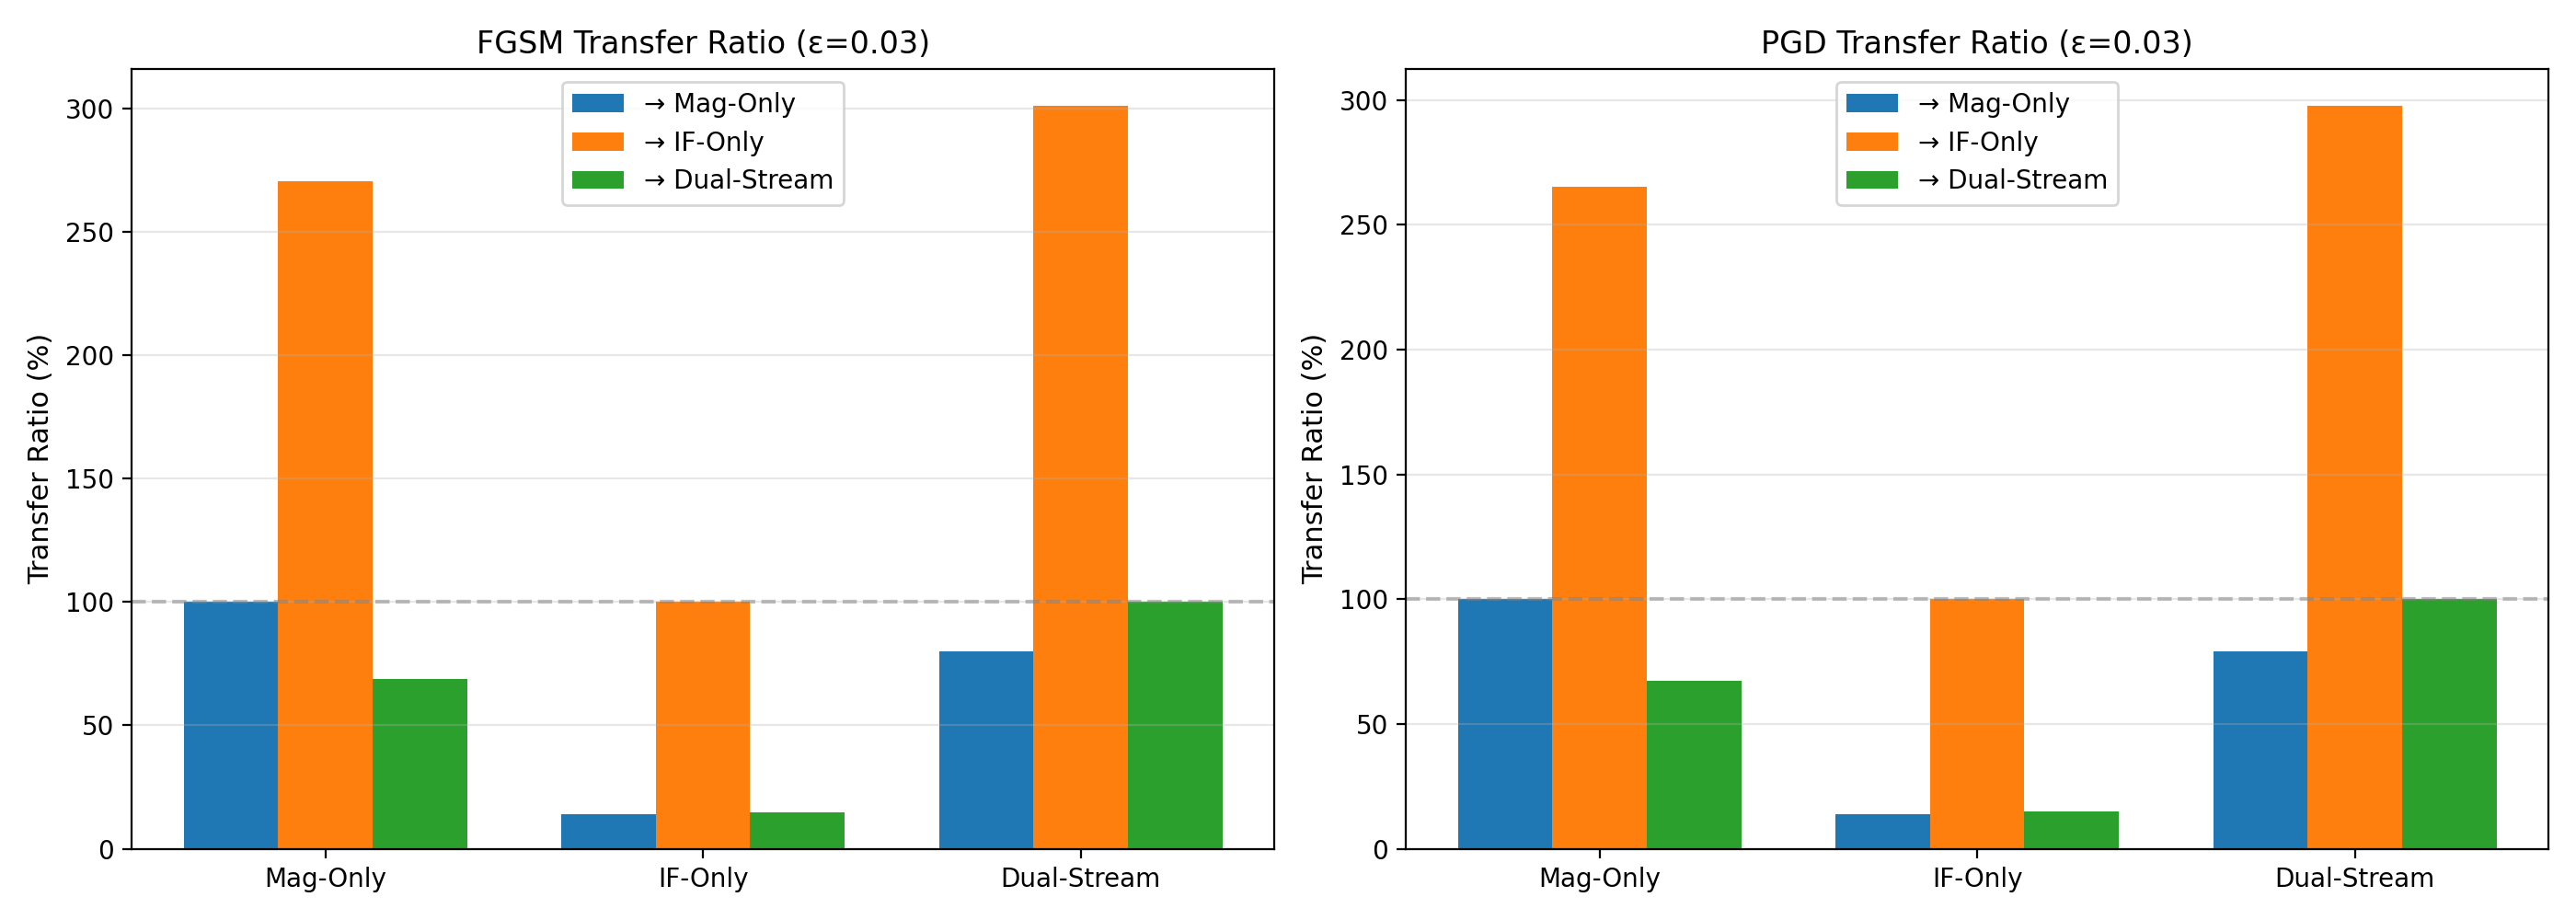 FGSM Transfer Ratio (ε=0.03)
Transfer Ratio (%)
300
250
200
150
100
50
0
→ Mag-Only
→ IF-Only
→ Dual-Stream
Mag-Only
IF-Only
Dual-Stream
PGD Transfer Ratio (ε=0.03)
Transfer Ratio (%)
300
250
200
150
100
50
0
→ Mag-Only
→ IF-Only
→ Dual-Stream
Mag-Only
IF-Only
Dual-Stream